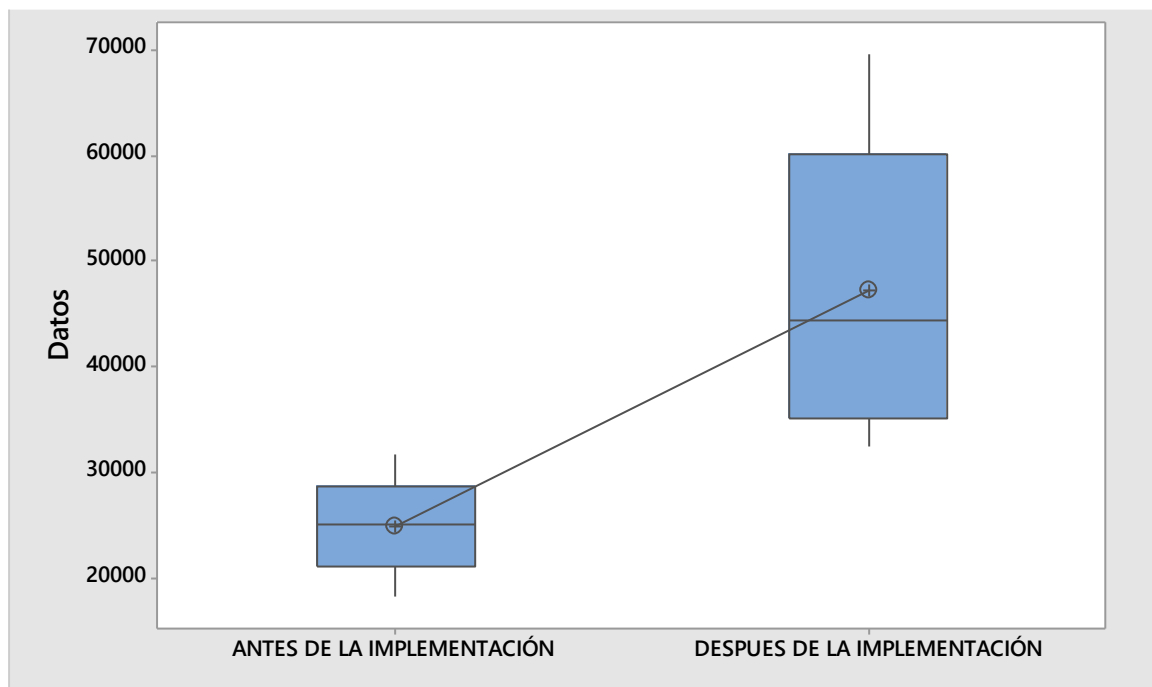 70000
60000
50000
40000
30000
20000
Datos
ANTES DE LA IMPLEMENTACIÓN
DESPUES DE LA IMPLEMENTACIÓN